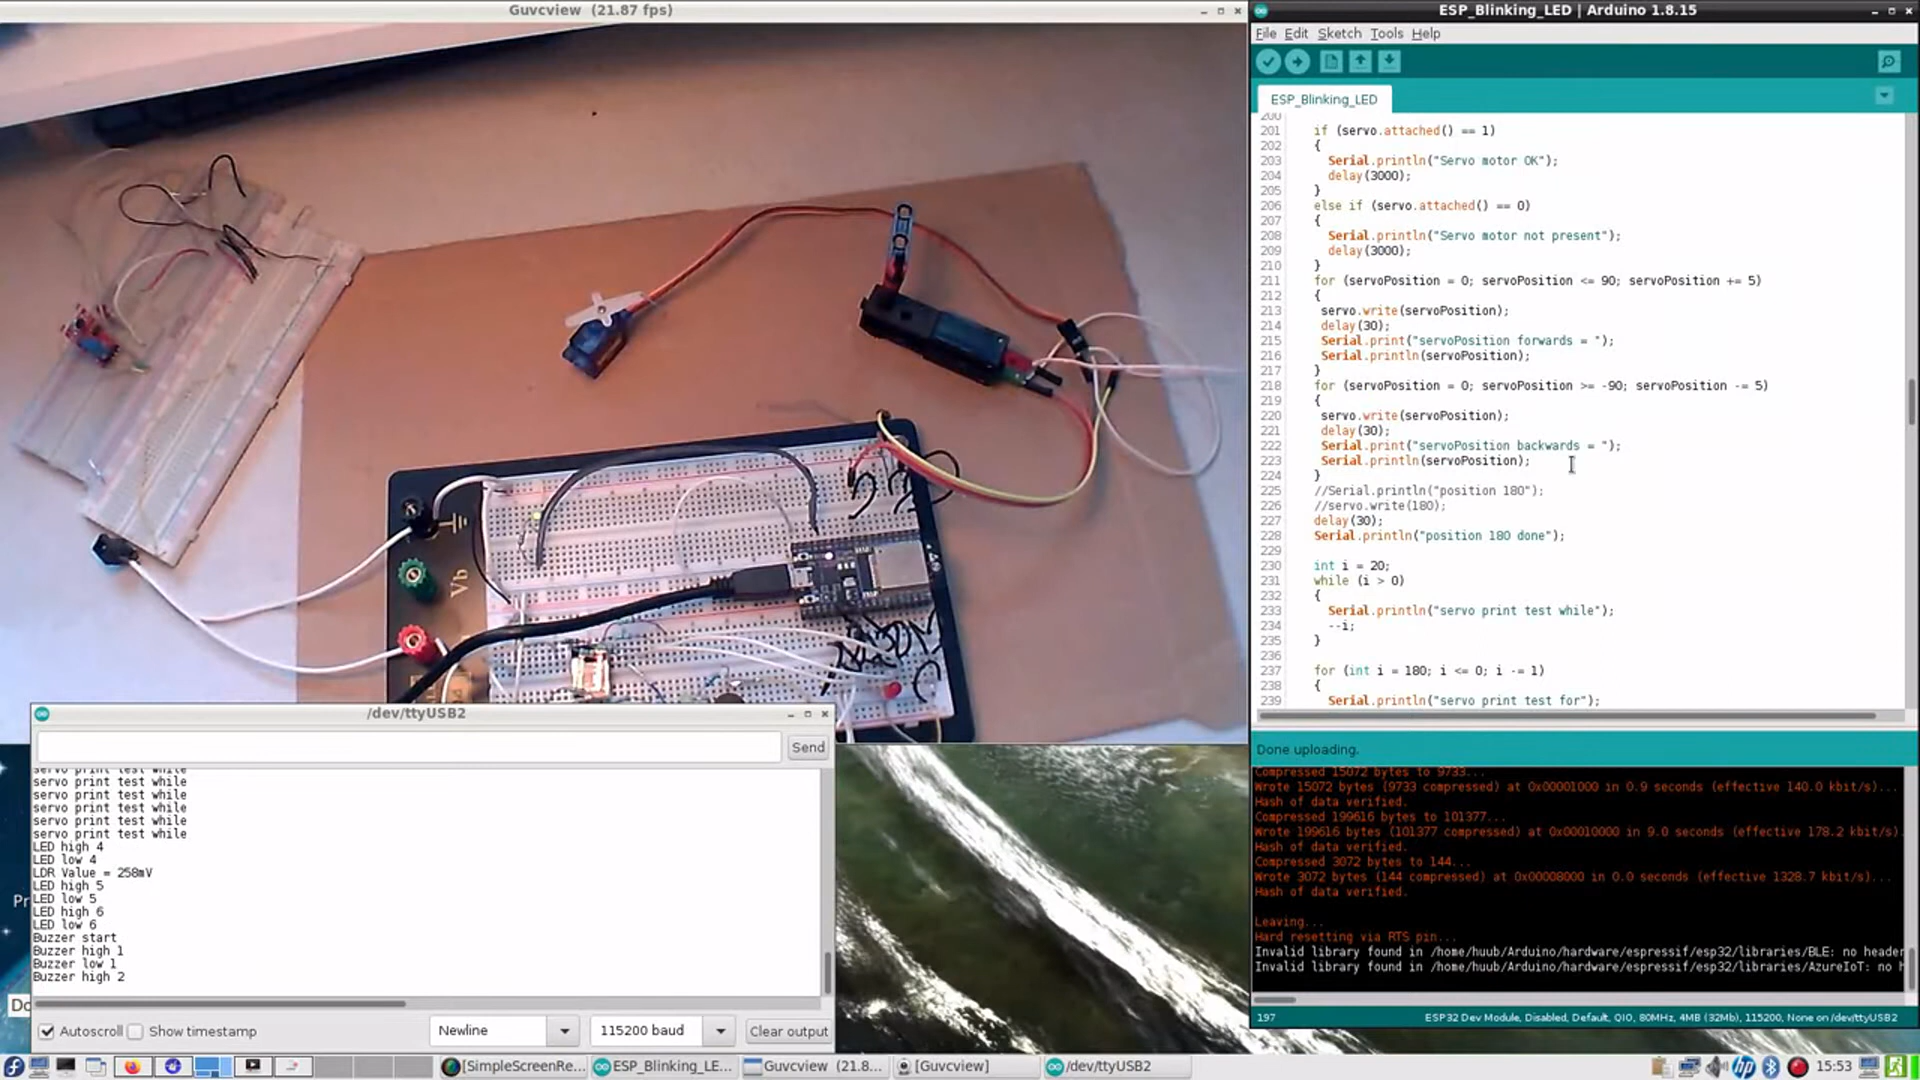 Guvcview (21.87 fps)
Vb
/dev/ttyUSB2
Send
servo print test while
servo print test while
servo print test while
servo print test while
servo print test while
servo print test while
LED high 4
LED low 4
LDR Value = 258mV
LED high 5
LED low 5
LED high 6
LED low 6
Buzzer start
Buzzer high 1
Buzzer low 1
Buzzer high 2
Autoscroll
Show timestamp
Newline
115200 baud
Clear output
ESP_Blinking_LED | Arduino 1.8.15
File Edit Sketch Tools Help
ESP_Blinking_LED
200
201 if (servo.attached() == 1)
202 {
203 Serial.println("Servo motor OK");
204 delay(3000);
205 }
206 else if (servo.attached() == 0)
207 {
208 Serial.println("Servo motor not present");
209 delay(3000);
210 }
211 for (servoPosition = 0; servoPosition <= 90; servoPosition += 5)
212 {
213 servo.write(servoPosition);
214 delay(30);
215 Serial.print("servoPosition forwards = ");
216 Serial.println(servoPosition);
217 }
218 for (servoPosition = 0; servoPosition >= -90; servoPosition -= 5)
219 {
220 servo.write(servoPosition);
221 delay(30);
222 Serial.print("servoPosition backwards = ");
223 Serial.println(servoPosition);
224 }
225 //Serial.println("position 180");
226 //servo.write(180);
227 delay(30);
228 Serial.println("position 180 done");
229
230 int i = 20;
231 while (i > 0)
232 {
233 Serial.println("servo print test while");
234 --i;
235 }
236
237 for (int i = 180; i <= 0; i -= 1)
238 {
239 Serial.println("servo print test for");
Done uploading.
Compressed 15072 bytes to 9733...
Wrote 15072 bytes (9733 compressed) at 0x00001000 in 0.9 seconds (effective 140.0 kbit/s)...
Hash of data verified.
Compressed 199616 bytes to 101377...
Wrote 199616 bytes (101377 compressed) at 0x00010000 in 9.0 seconds (effective 178.2 kbit/s).
Hash of data verified.
Compressed 3072 bytes to 144...
Wrote 3072 bytes (144 compressed) at 0x00008000 in 0.0 seconds (effective 1328.7 kbit/s)...
Hash of data verified.
Leaving...
Hard resetting via RTS pin...
Invalid library found in /home/huub/Arduino/hardware/espressif/esp32/libraries/BLE: no header
Invalid library found in /home/huub/Arduino/hardware/espressif/esp32/libraries/AzureIoT: no h
197
ESP32 Dev Module, Disabled, Default, QIO, 80MHz, 4MB (32Mb), 115200, None on /dev/ttyUSB2
Pr
Do
[SimpleScreenRe...
ESP_Blinking_LE...
Guvcview (21.8...
[Guvcview]
/dev/ttyUSB2
hp
15:53